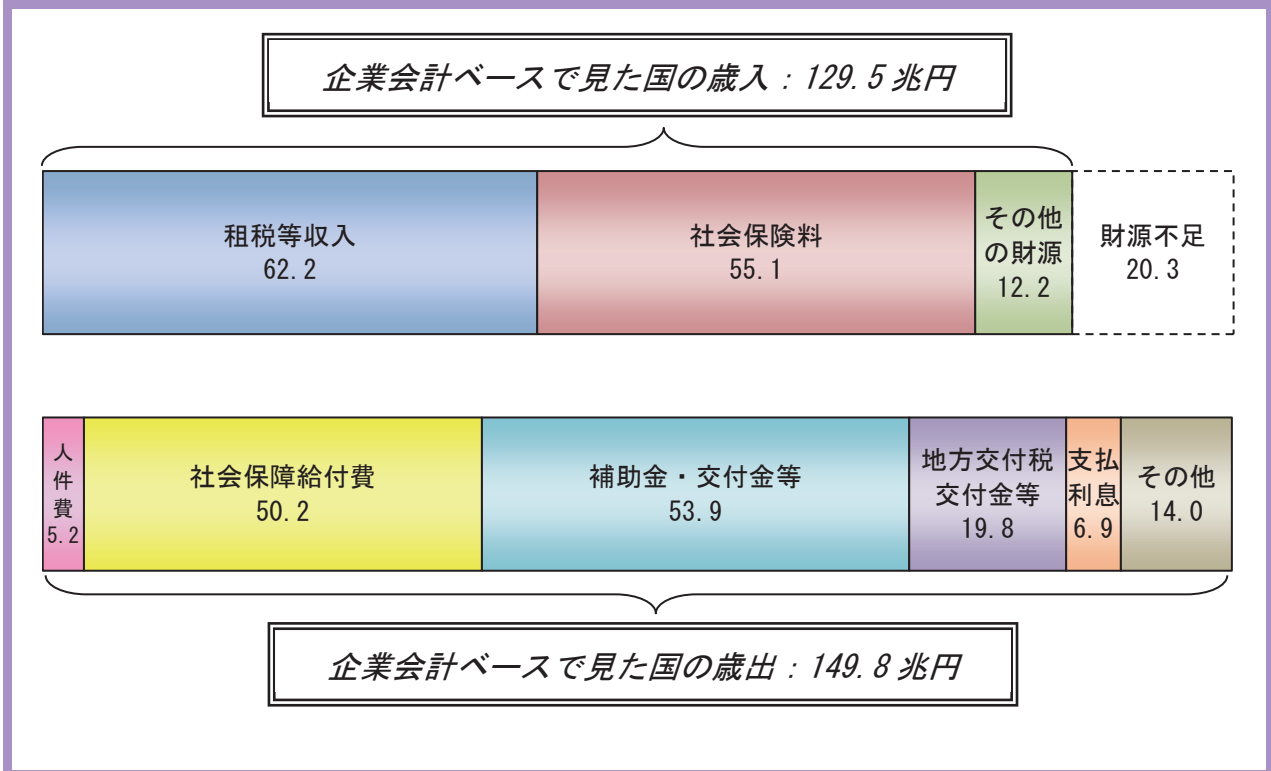 企業会計ベースで見た国の歳入：129.5 兆円
租税等収入
62.2
社会保険料
55.1
その他
の財源
12.2
財源不足
20.3
人
件
費
5.2
社会保障給付費
50.2
補助金・交付金等
53.9
地方交付税
交付金等
19.8
支払
利息
6.9
その他
14.0
企業会計ベースで見た国の歳出：149.8 兆円